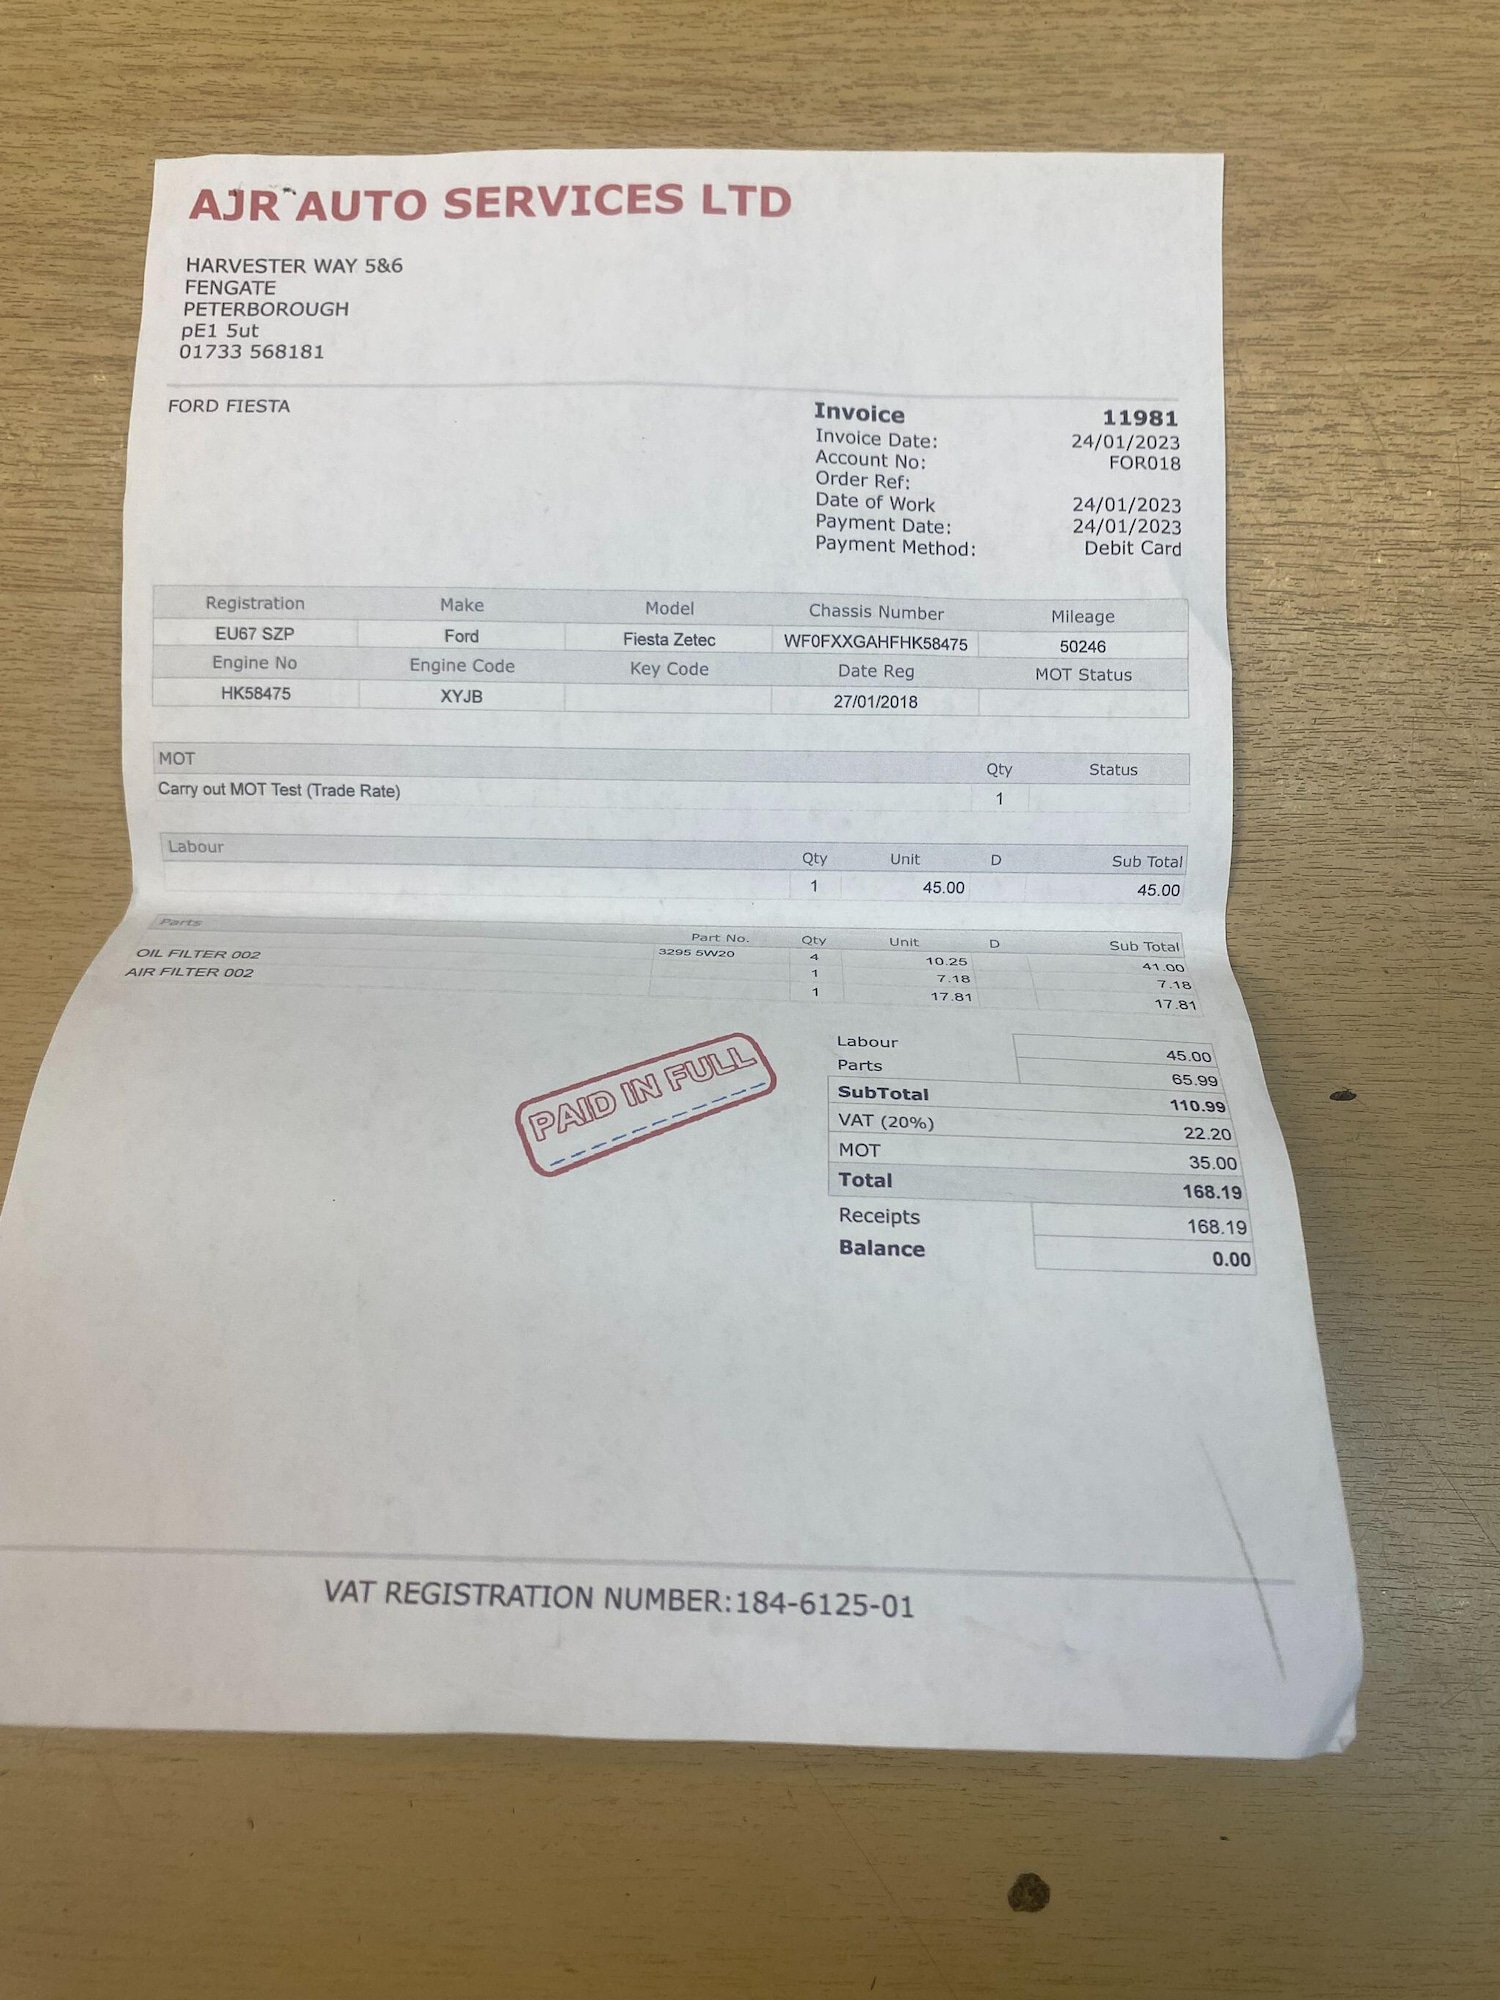 AJR AUTO SERVICES LTD
HARVESTER WAY 5&6
FENGATE
PETERBOROUGH
pE1 5ut
01733 568181
FORD FIESTA
Invoice 11981
Invoice Date: 24/01/2023
Account No: FOR018
Order Ref:
Date of Work 24/01/2023
Payment Date: 24/01/2023
Payment Method: Debit Card
Registration Make Model Chassis Number Mileage
EU67 SZP Ford Fiesta Zetec WF0FXXGAHFHK58475 50246
Engine No Engine Code Key Code Date Reg MOT Status
HK58475 XYJB 27/01/2018
MOT Qty Status
Carry out MOT Test (Trade Rate) 1
Labour Qty Unit D Sub Total
1 45.00 45.00
Parts Part No. Qty Unit D Sub Total
3295 5W20 4 10.25 41.00
OIL FILTER 002 1 7.18 7.18
AIR FILTER 002 1 17.81 17.81
PAID IN FULL
Labour 45.00
Parts 65.99
SubTotal 110.99
VAT (20%) 22.20
MOT 35.00
Total 168.19
Receipts 168.19
Balance 0.00
VAT REGISTRATION NUMBER:184-6125-01